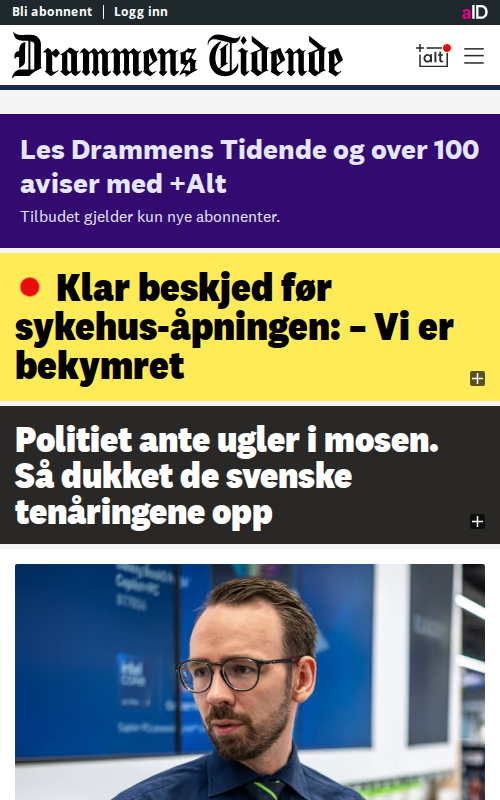 Bli abonnent | Logg inn
aID
Drammens Tidende
+alt
Les Drammens Tidende og over 100
aviser med +Alt
Tilbudet gjelder kun nye abonnenter.
Klar beskjed før
sykehus-åpningen: – Vi er
bekymret
Politiet ante ugler i mosen.
Så dukket de svenske
tenåringene opp
intel
CORE